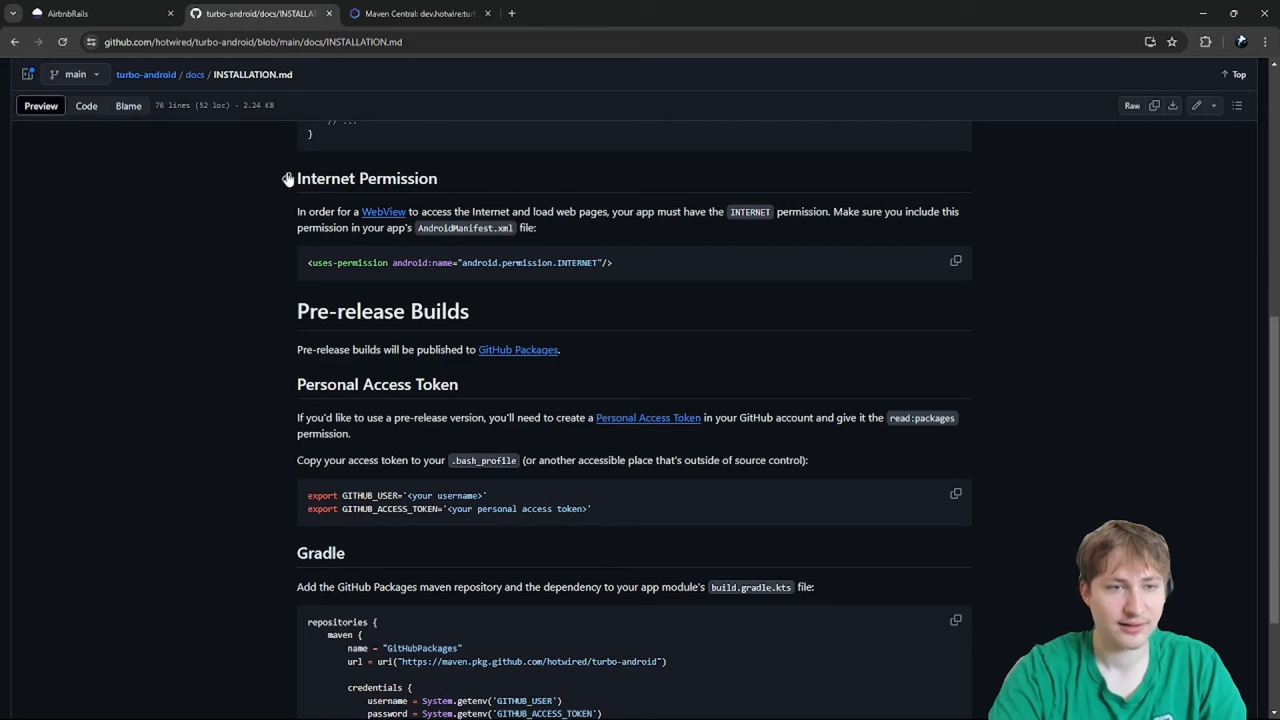 AirbnbRails
turbo-android/docs/INSTALLA
Maven Central: dev.hotwire:tur
github.com/hotwired/turbo-android/blob/main/docs/INSTALLATION.md
main
turbo-android / docs / INSTALLATION.md
Top
Preview
Code
Blame
76 lines (52 loc) · 2.24 KB
Raw
// ...
}
Internet Permission
In order for a WebView to access the Internet and load web pages, your app must have the INTERNET permission. Make sure you include this
permission in your app's AndroidManifest.xml file:
<uses-permission android:name="android.permission.INTERNET"/>
Pre-release Builds
Pre-release builds will be published to GitHub Packages.
Personal Access Token
If you'd like to use a pre-release version, you'll need to create a Personal Access Token in your GitHub account and give it the read:packages
permission.
Copy your access token to your .bash_profile (or another accessible place that's outside of source control):
export GITHUB_USER='<your username>'
export GITHUB_ACCESS_TOKEN='<your personal access token>'
Gradle
Add the GitHub Packages maven repository and the dependency to your app module's build.gradle.kts file:
repositories {
maven {
name = "GitHubPackages"
url = uri("https://maven.pkg.github.com/hotwired/turbo-android")
credentials {
username = System.getenv('GITHUB_USER')
password = System.getenv('GITHUB_ACCESS_TOKEN')